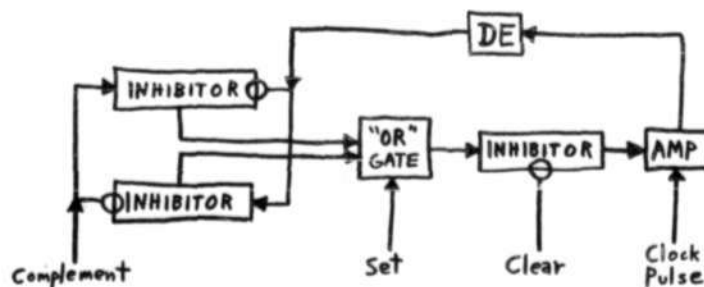 DE
INHIBITOR
"OR"
GATE
INHIBITOR
AMP
INHIBITOR
Complement
Set
Clear
Clock
Pulse